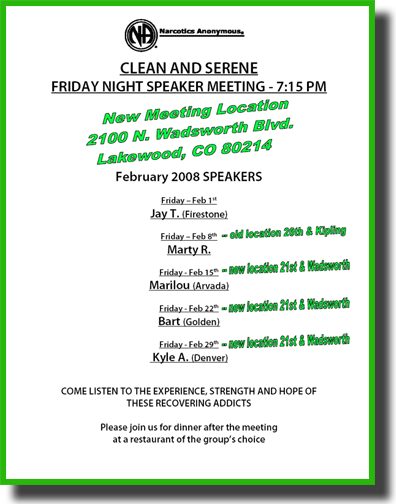 NA
Narcotics Anonymous®
CLEAN AND SERENE
FRIDAY NIGHT SPEAKER MEETING - 7:15 PM
New Meeting Location
2100 N. Wadsworth Blvd.
Lakewood, CO 80214
February 2008 SPEAKERS
Friday – Feb 1st
Jay T. (Firestone)
Friday – Feb 8th = old location 26th & Kipling
Marty R.
Friday - Feb 15th = new location 21st & Wadsworth
Marilou (Arvada)
Friday - Feb 22th = new location 21st & Wadsworth
Bart (Golden)
Friday - Feb 29th = new location 21st & Wadsworth
Kyle A. (Denver)
COME LISTEN TO THE EXPERIENCE, STRENGTH AND HOPE OF
THESE RECOVERING ADDICTS
Please join us for dinner after the meeting
at a restaurant of the group's choice